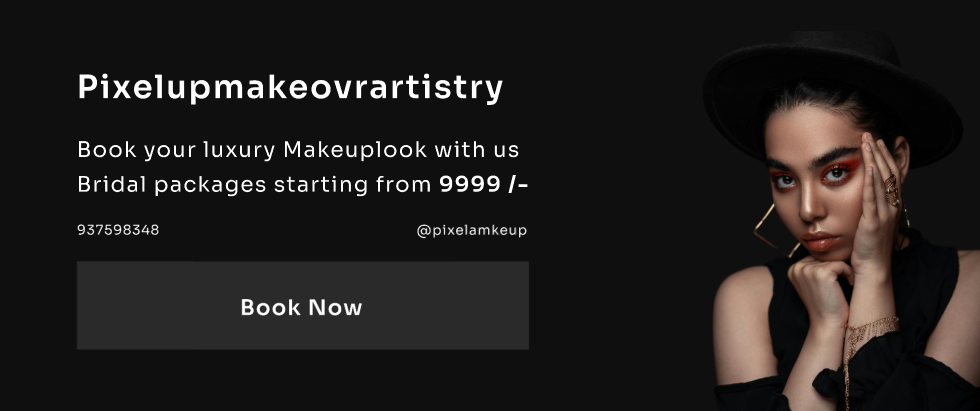 Pixelupmakeovrartistry
Book your luxury Makeuplook with us
Bridal packages starting from 9999 /-
937598348 @pixelamkeup
Book Now